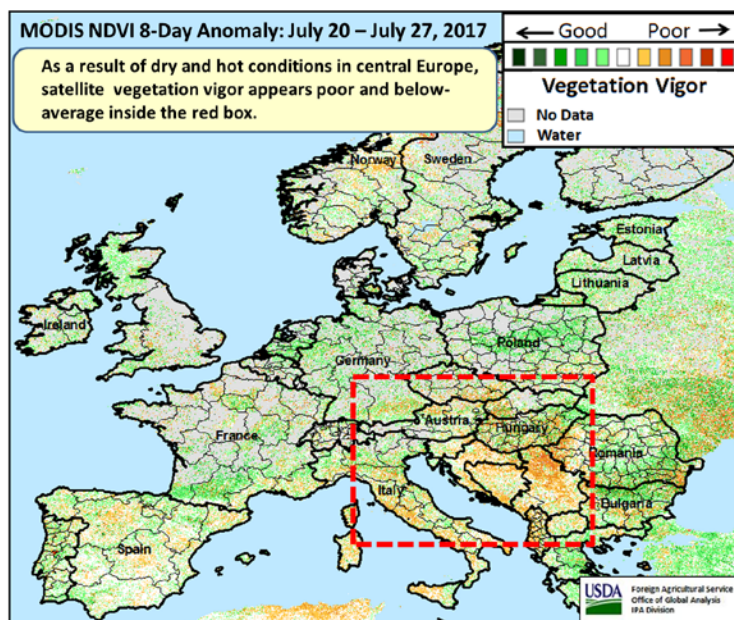 MODIS NDVI 8-Day Anomaly: July 20 – July 27, 2017
As a result of dry and hot conditions in central Europe,
satellite vegetation vigor appears poor and below-
average inside the red box.
Good Poor
Vegetation Vigor
No Data
Water
Norway
Sweden
Estonia
Latvia
Lithuania
Ireland
Poland
Germany
France
Austria
Hungary
Romania
Italy
Bulgaria
Spain
USDA
Foreign Agricultural Service
Office of Global Analysis
IPA Division